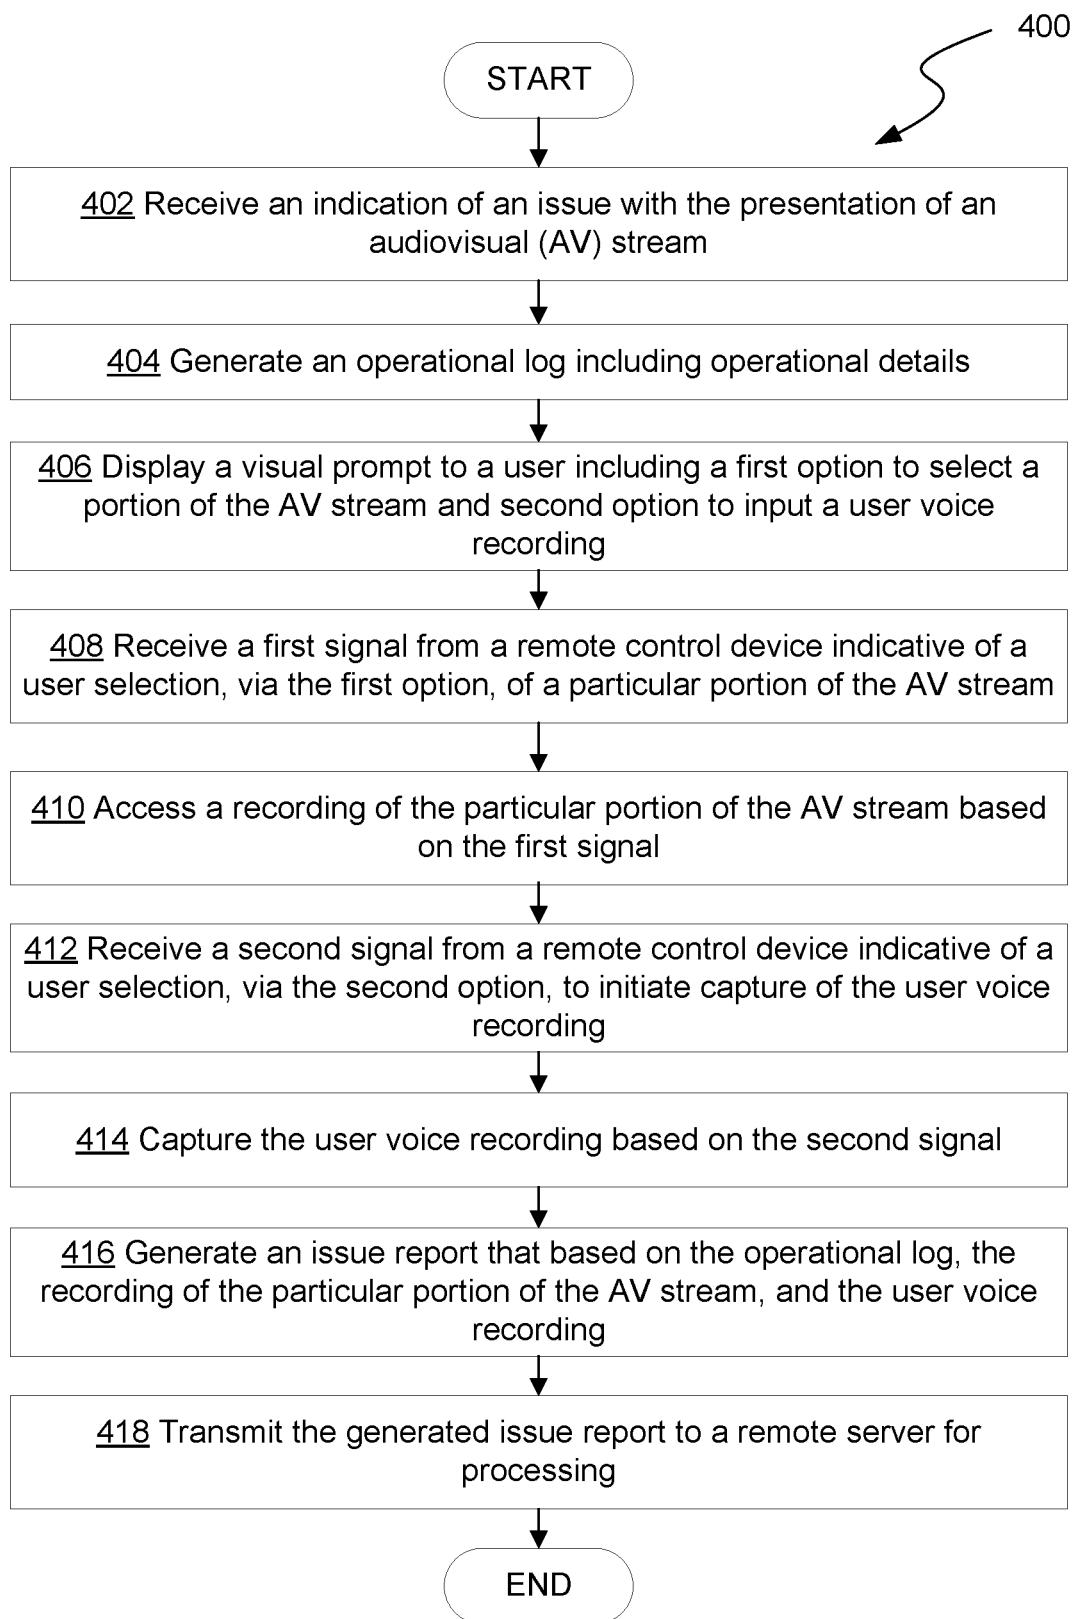 400
START
402 Receive an indication of an issue with the presentation of an
audiovisual (AV) stream
404 Generate an operational log including operational details
406 Display a visual prompt to a user including a first option to select a
portion of the AV stream and second option to input a user voice
recording
408 Receive a first signal from a remote control device indicative of a
user selection, via the first option, of a particular portion of the AV stream
410 Access a recording of the particular portion of the AV stream based
on the first signal
412 Receive a second signal from a remote control device indicative of a
user selection, via the second option, to initiate capture of the user voice
recording
414 Capture the user voice recording based on the second signal
416 Generate an issue report that based on the operational log, the
recording of the particular portion of the AV stream, and the user voice
recording
418 Transmit the generated issue report to a remote server for
processing
END